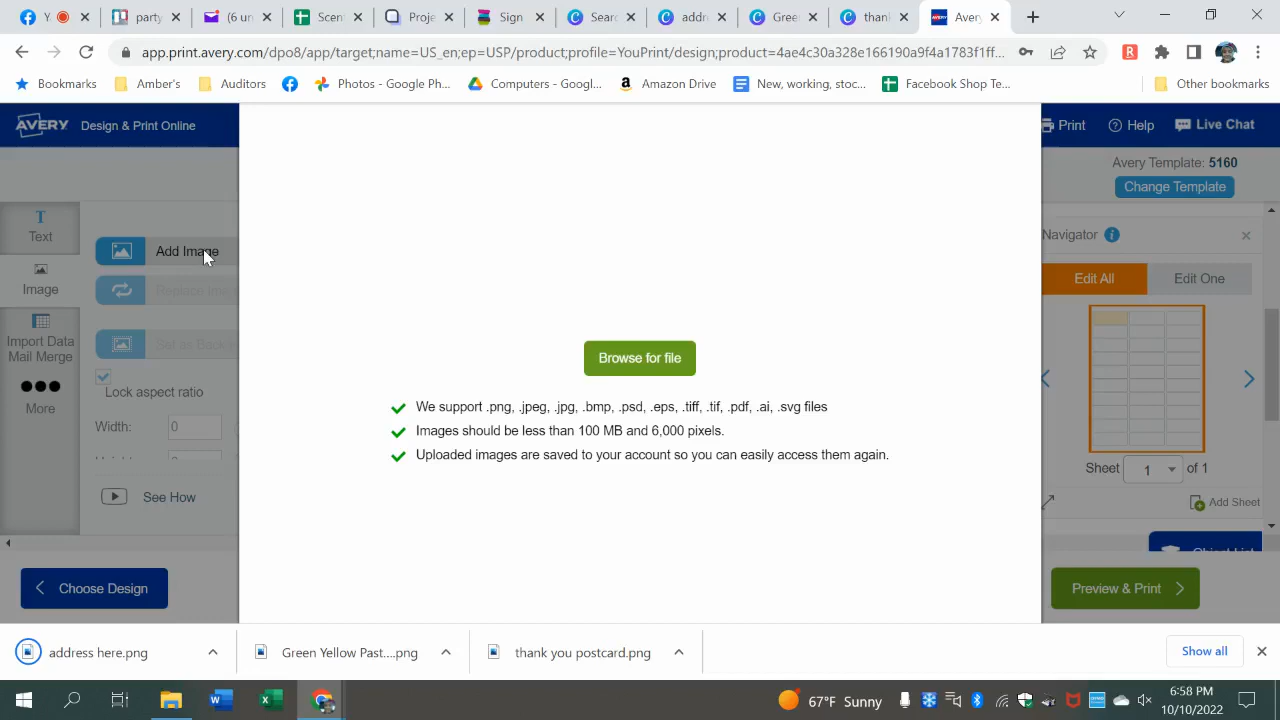 Y.
party
(6 un
Scent
Proje
Sign
Searc
addre
Gree
thank
Avery
app.print.avery.com/dpo8/app/target;name=US_en;ep=USP/product;profile=YouPrint/design;product=4ae4c30a328e166190a9f4a1783f1ff...
Bookmarks
Amber's
Auditors
Photos - Google Ph...
Computers - Googl...
Amazon Drive
New, working, stoc...
Facebook Shop Te...
Other bookmarks
AVERY Design & Print Online
Print
Help
Live Chat
Avery Template: 5160
Change Template
Text
Image
Import Data
Mail Merge
More
Add Image
Lock aspect ratio
Width: 0
See How
Browse for file
We support .png, .jpeg, .jpg, .bmp, .psd, .eps, .tiff, .tif, .pdf, .ai, .svg files
Images should be less than 100 MB and 6,000 pixels.
Uploaded images are saved to your account so you can easily access them again.
Navigator
Edit All
Edit One
Sheet 1 of 1
Add Sheet
Object List
Choose Design
Preview & Print
address here.png
Green Yellow Past....png
thank you postcard.png
Show all
67°F Sunny
6:58 PM
10/10/2022